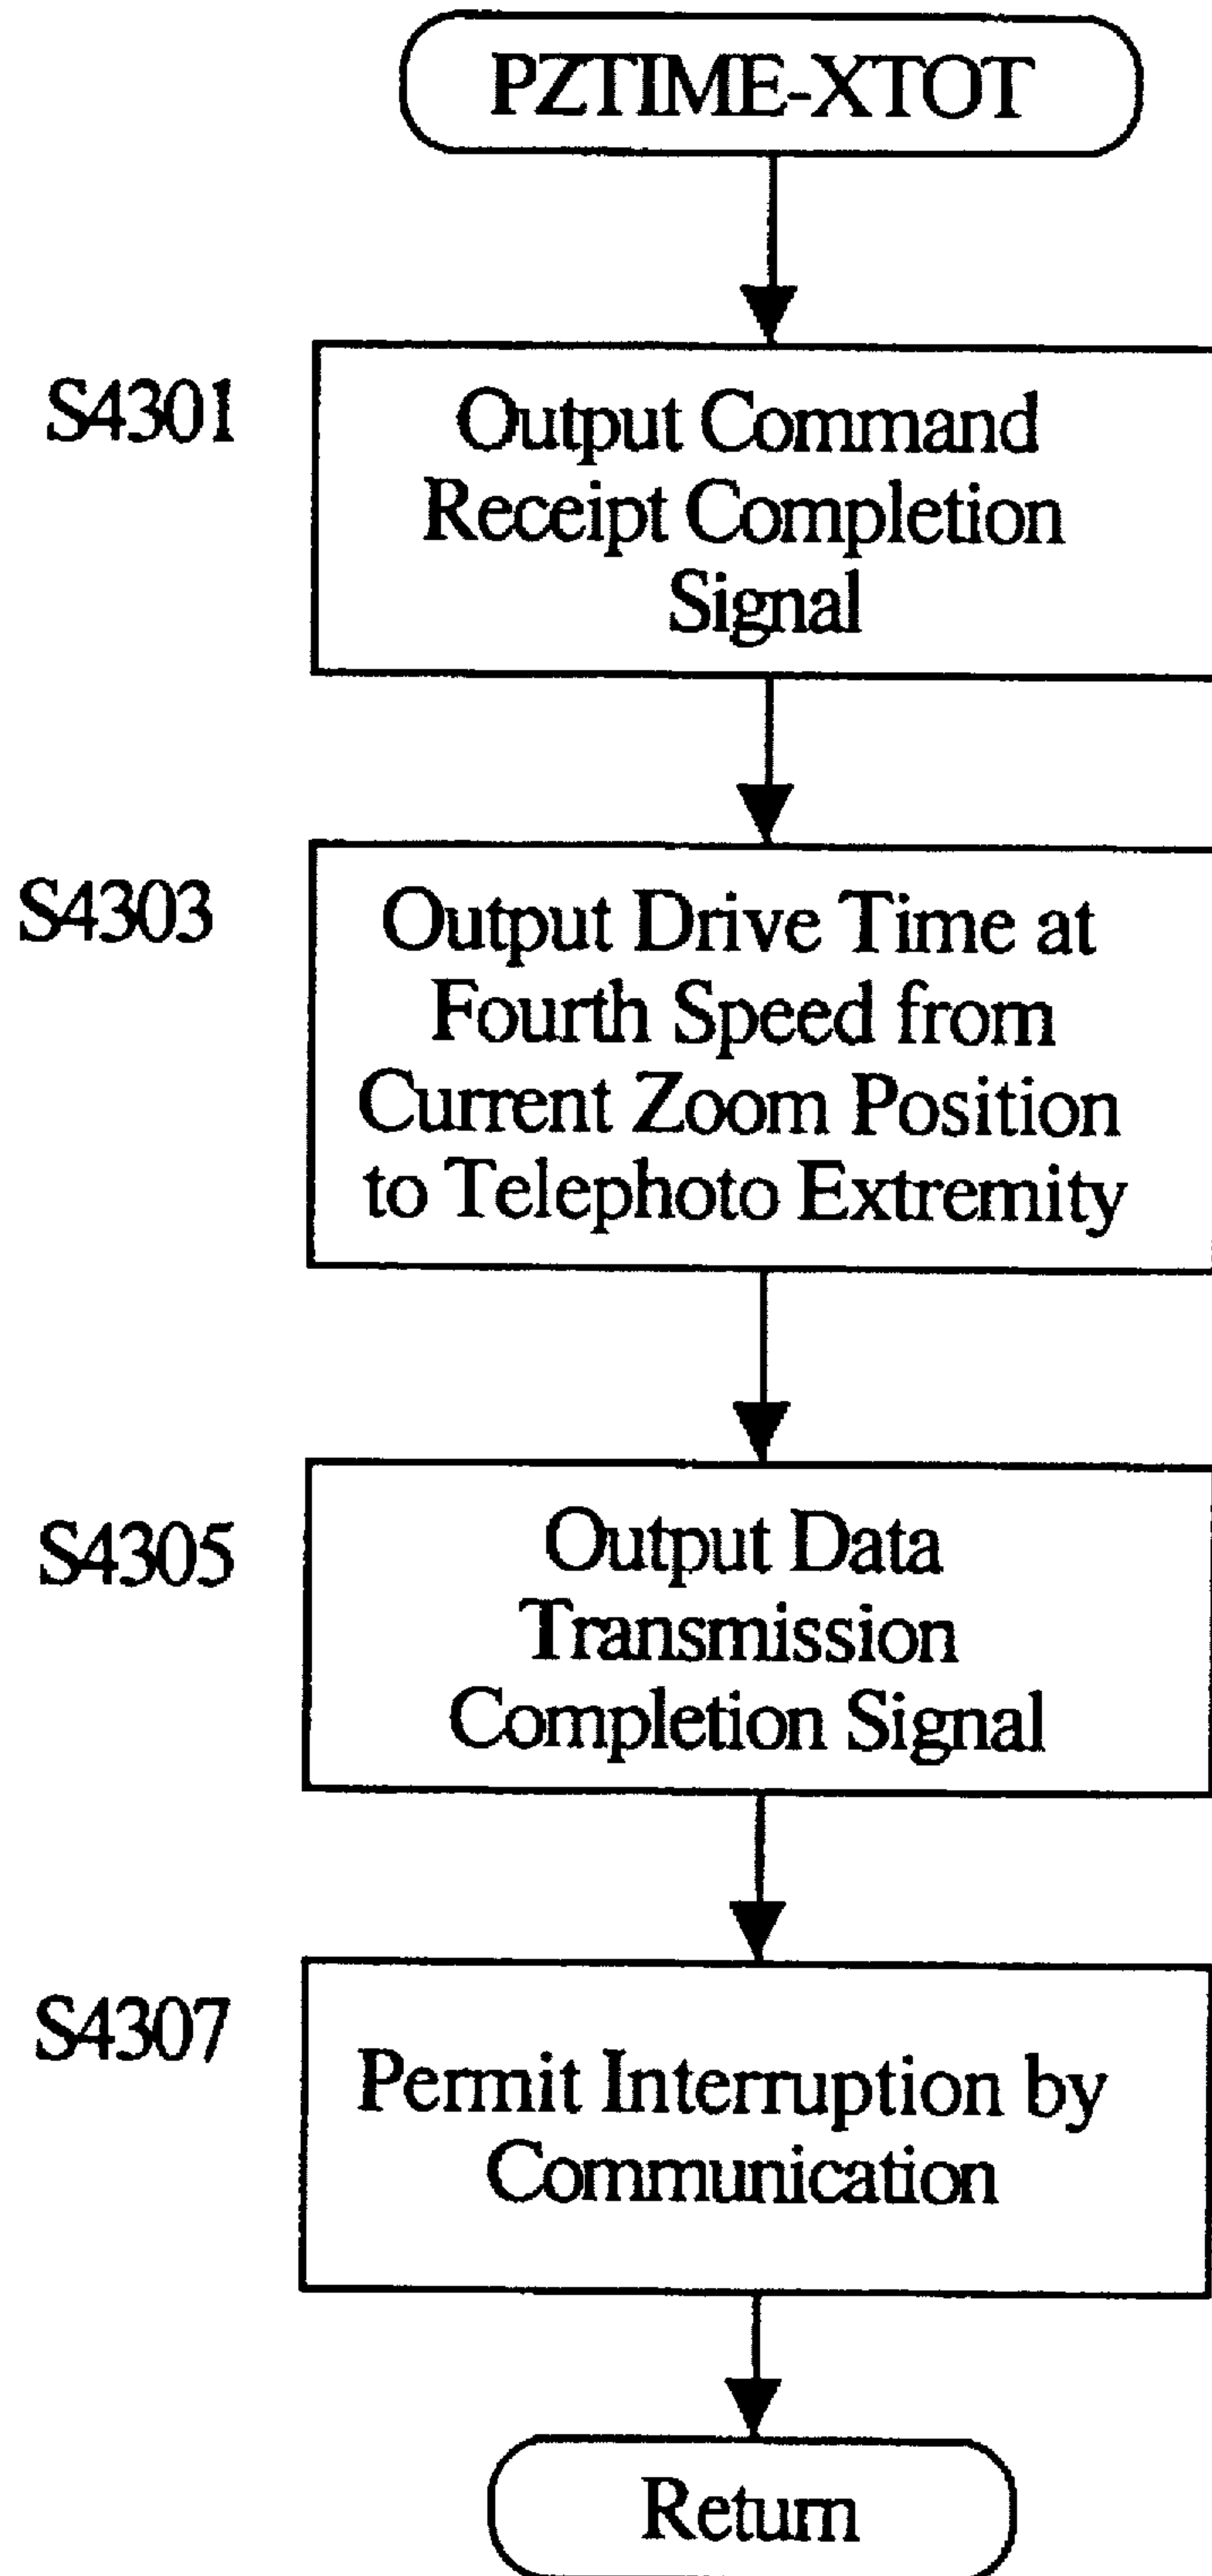 PZTIME-XTOT
S4301
Output Command
Receipt Completion
Signal
S4303
Output Drive Time at
Fourth Speed from
Current Zoom Position
to Telephoto Extremity
S4305
Output Data
Transmission
Completion Signal
S4307
Permit Interruption by
Communication
Return